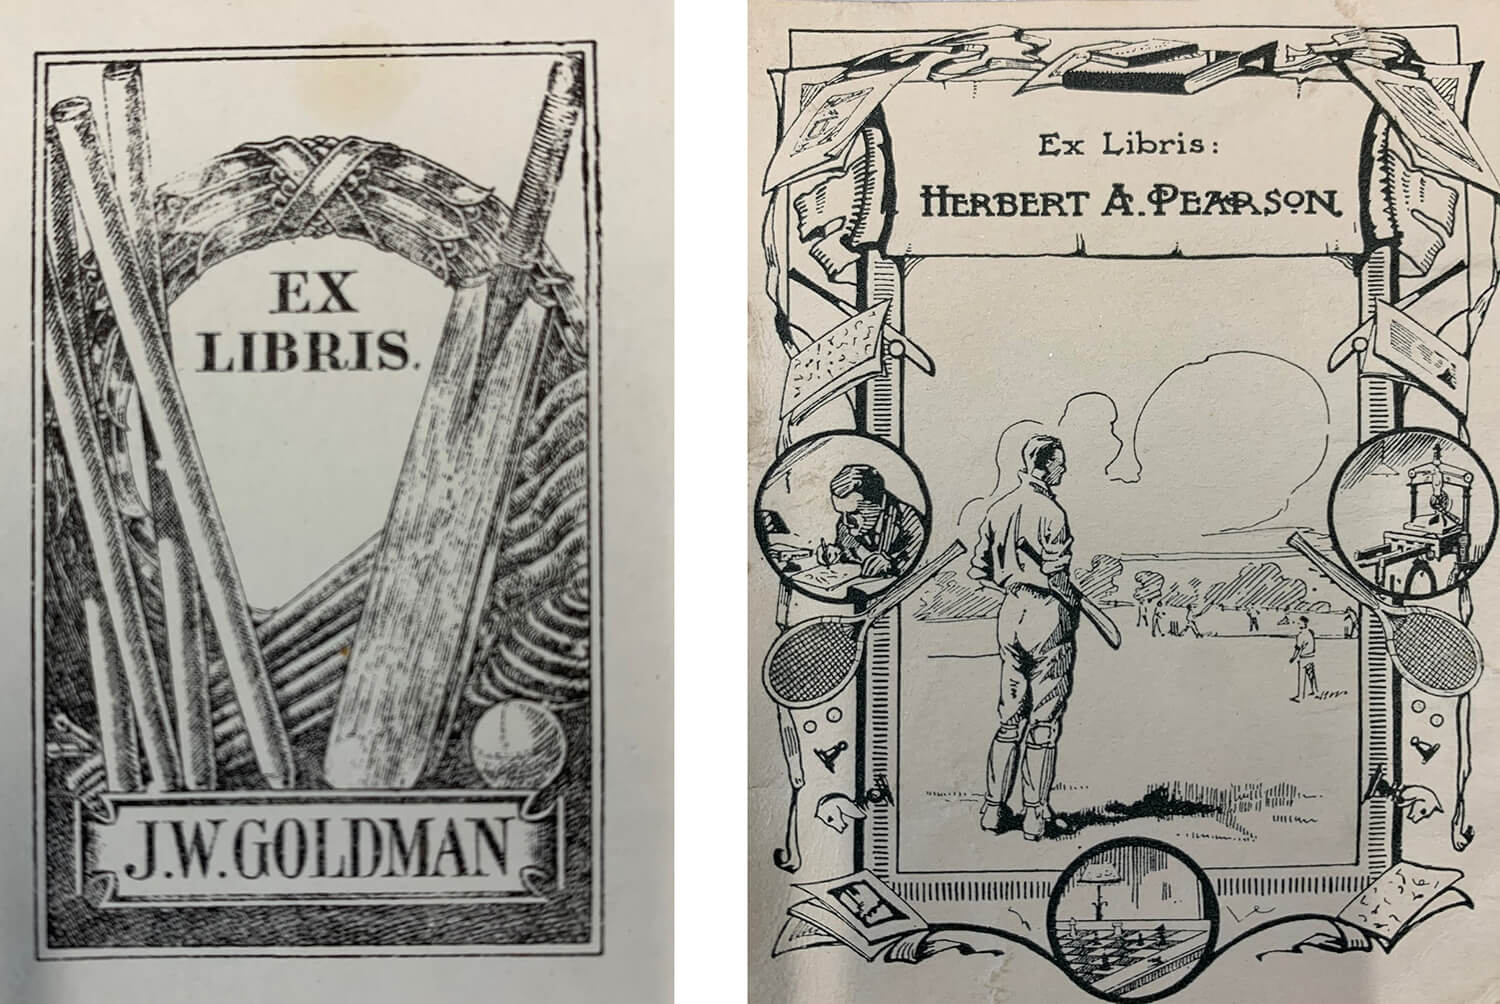 EX
LIBRIS.
J.W. GOLDMAN
Ex Libris:
HERBERT A. PEARSON.